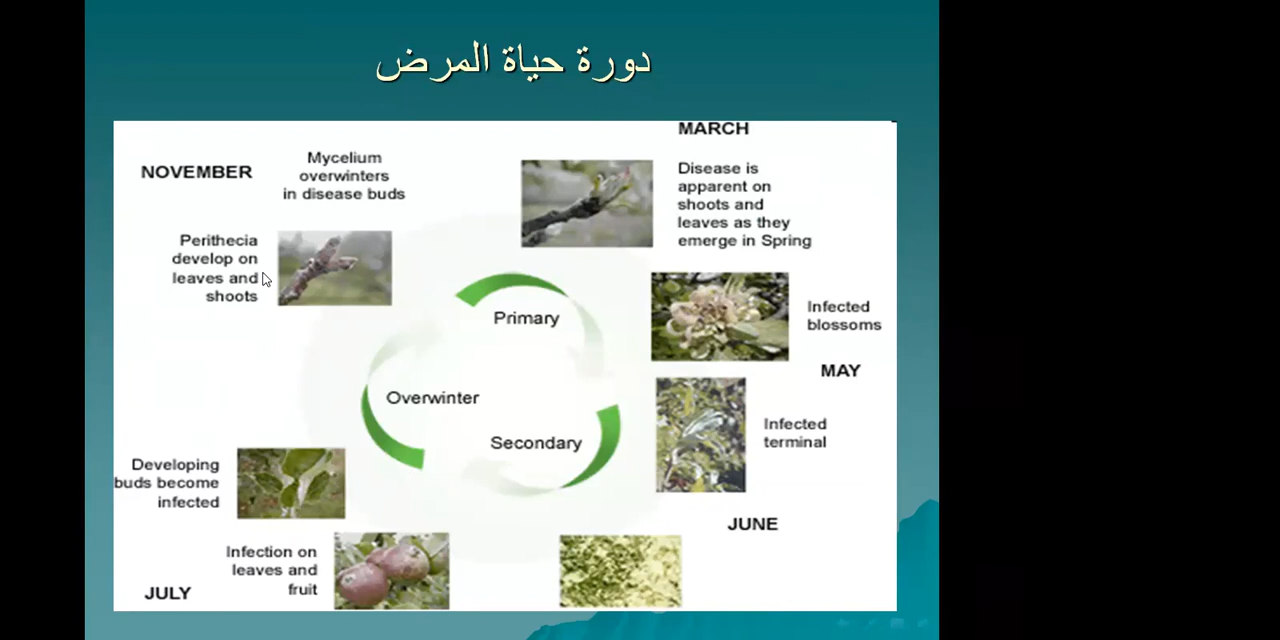 دورة حياة المرض
MARCH
NOVEMBER
Mycelium
overwinters
in disease buds
Disease is
apparent on
shoots and
leaves as they
emerge in Spring
Perithecia
develop on
leaves and
shoots
Primary
Infected
blossoms
MAY
Overwinter
Secondary
Infected
terminal
Developing
buds become
infected
JUNE
Infection on
leaves and
fruit
JULY